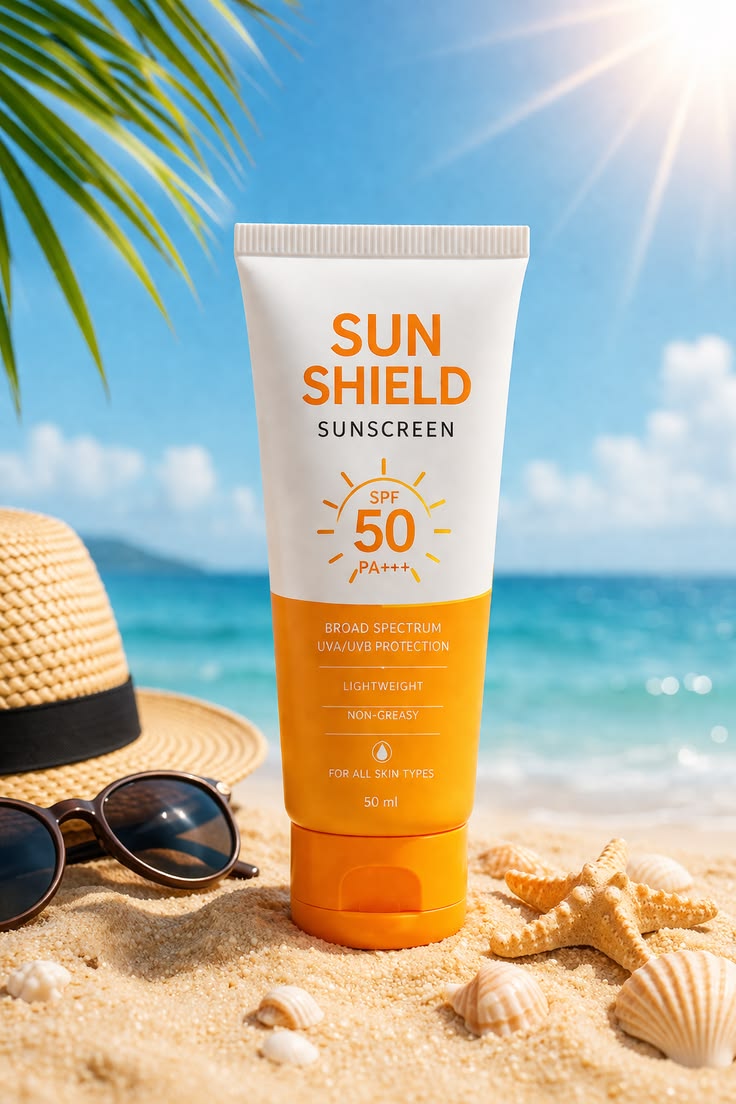 SUN
SHIELD
SUNSCREEN
SPF
50
PA+++
BROAD SPECTRUM
UVA/UVB PROTECTION
LIGHTWEIGHT
NON-GREASY
FOR ALL SKIN TYPES
50 ml